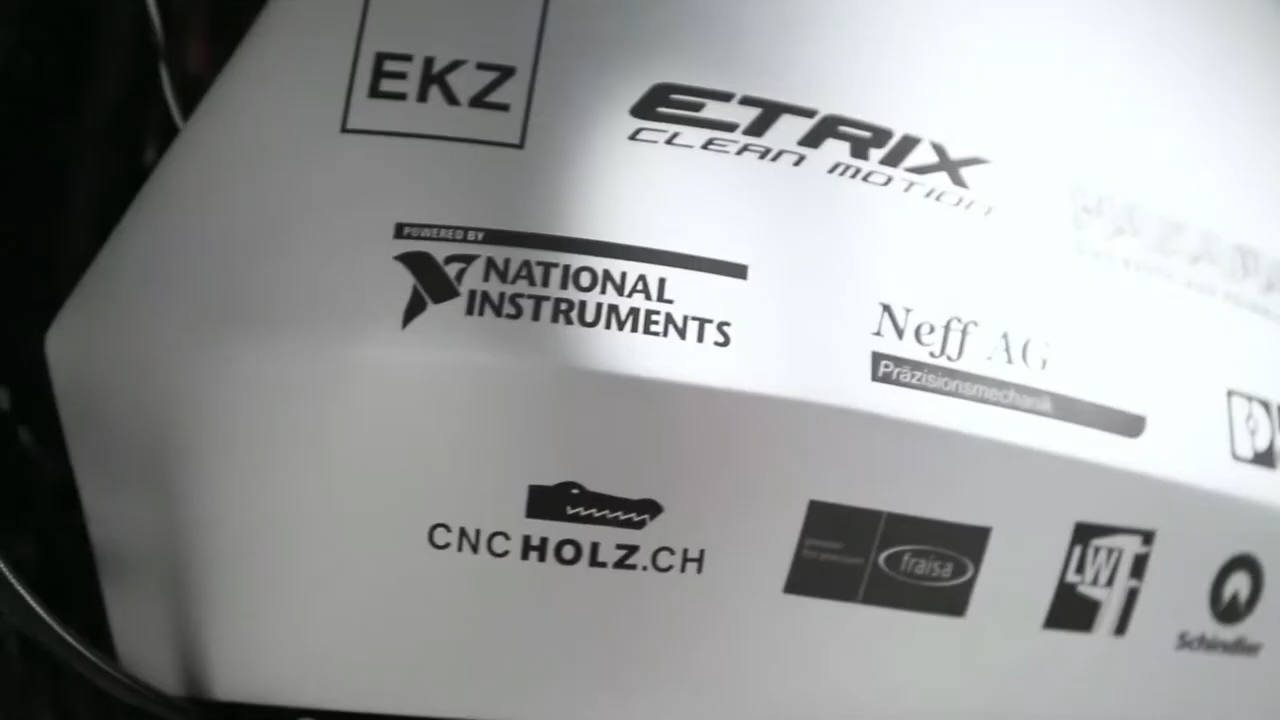 EKZ
ETRIX
CLEAN MOTION
POWERED BY
NATIONAL
INSTRUMENTS
Neff AG
Präzisionsmechanik
CNCHOLZ.CH
fraisa
LWT
Schindler